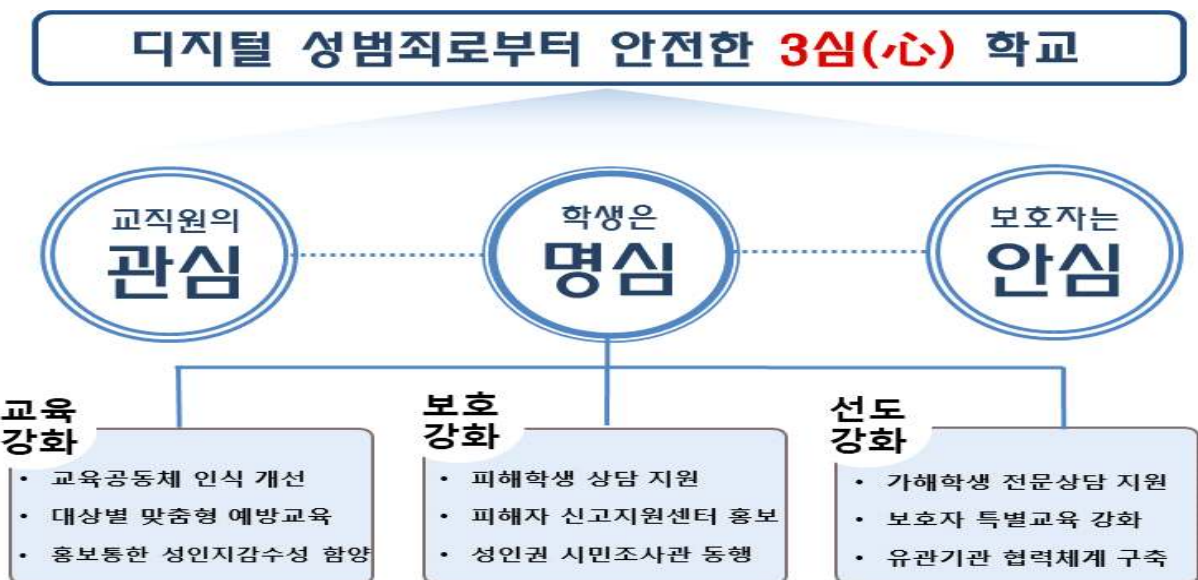 디지털 성범죄로부터 안전한 3심(心) 학교
교직원의
관심
학생은
명심
보호자는
안심
교육
강화
• 교육공동체 인식 개선
• 대상별 맞춤형 예방교육
• 홍보통한 성인지감수성 함양
보호
강화
• 피해학생 상담 지원
• 피해자 신고지원센터 홍보
• 성인권 시민조사관 동행
선도
강화
• 가해학생 전문상담 지원
• 보호자 특별교육 강화
• 유관기관 협력체계 구축